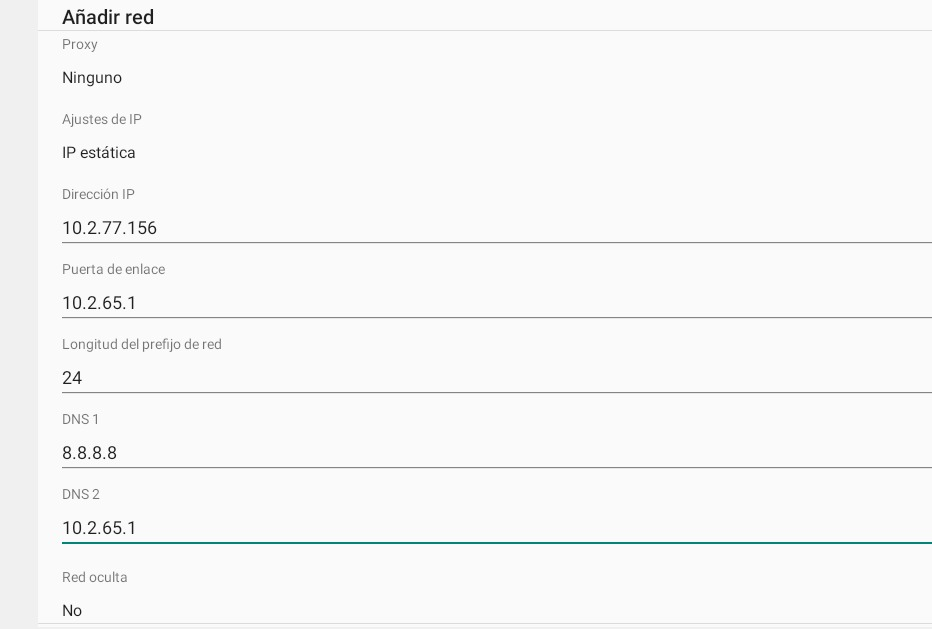 Añadir red
Proxy
Ninguno
Ajustes de IP
IP estática
Dirección IP
10.2.77.156
Puerta de enlace
10.2.65.1
Longitud del prefijo de red
24
DNS 1
8.8.8.8
DNS 2
10.2.65.1
Red oculta
No